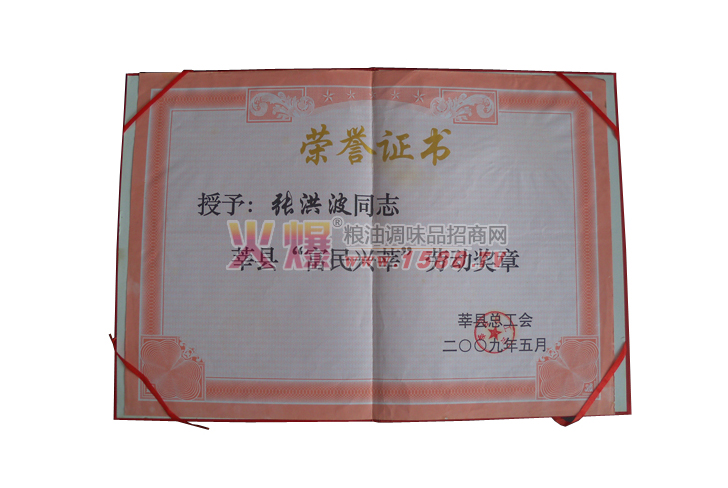 荣誉证书
授予：张洪波同志
火爆®粮油调味品招商网
莘县“富民兴莘”劳动奖章
莘县总工会
二〇〇九年五月